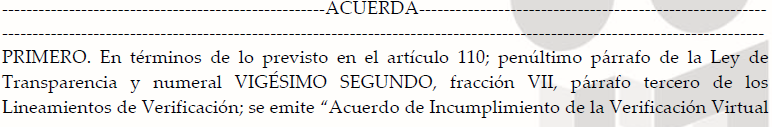 ------------------------------------------------ACUERDA----------------------------------------------------
-----------------------------------------------------------------------------------------------------------------
PRIMERO. En términos de lo previsto en el artículo 110; penúltimo párrafo de la Ley de
Transparencia y numeral VIGÉSIMO SEGUNDO, fracción VII, párrafo tercero de los
Lineamientos de Verificación; se emite “Acuerdo de Incumplimiento de la Verificación Virtual